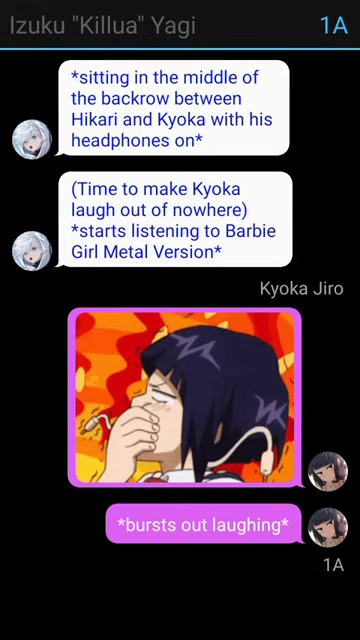 Izuku "Killua" Yagi
1A
*sitting in the middle of
the backrow between
Hikari and Kyoka with his
headphones on*
(Time to make Kyoka
laugh out of nowhere)
*starts listening to Barbie
Girl Metal Version*
Kyoka Jiro
*bursts out laughing*
1A